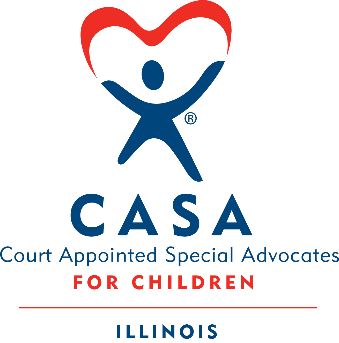 ®
CASA
Court Appointed Special Advocates
FOR CHILDREN
ILLINOIS